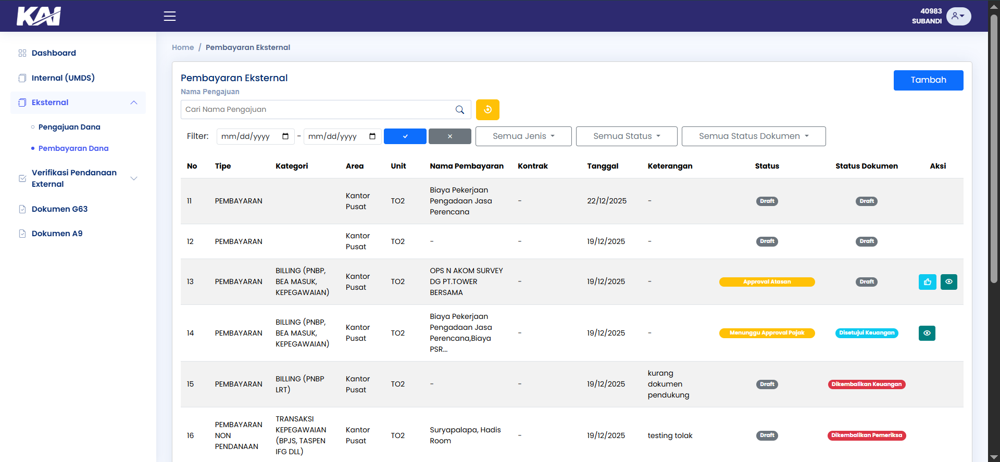 KAI
40983
SUBANDI
Dashboard
Internal (UMDS)
Eksternal
Pengajuan Dana
Pembayaran Dana
Verifikasi Pendanaan
External
Dokumen G63
Dokumen A9
Home / Pembayaran Eksternal
Pembayaran Eksternal
Tambah
Nama Pengajuan
Cari Nama Pengajuan
Filter: mm/dd/yyyy - mm/dd/yyyy Semua Jenis Semua Status Semua Status Dokumen
No Tipe Kategori Area Unit Nama Pembayaran Kontrak Tanggal Keterangan Status Status Dokumen Aksi
11 PEMBAYARAN Kantor Pusat TO2 Biaya Pekerjaan Pengadaan Jasa Perencana - 22/12/2025 - Draft Draft
12 PEMBAYARAN Kantor Pusat TO2 - - 19/12/2025 - Draft Draft
13 PEMBAYARAN BILLING (PNBP, BEA MASUK, KEPEGAWAIAN) Kantor Pusat TO2 OPS N AKOM SURVEY DG PT.TOWER BERSAMA - 19/12/2025 - Approval Atasan Draft
14 PEMBAYARAN BILLING (PNBP, BEA MASUK, KEPEGAWAIAN) Kantor Pusat TO2 Biaya Pekerjaan Pengadaan Jasa Perencana,Biaya PSR... - 19/12/2025 - Menunggu Approval Pajak Disetujui Keuangan
15 PEMBAYARAN BILLING (PNBP LRT) Kantor Pusat TO2 - - 19/12/2025 kurang dokumen pendukung Draft Dikembalikan Keuangan
16 PEMBAYARAN NON PENDANAAN TRANSAKSI KEPEGAWAIAN (BPJS, TASPEN IFG DLL) Kantor Pusat TO2 Suryapalapa, Hadis Room - 19/12/2025 testing tolak Draft Dikembalikan Pemeriksa